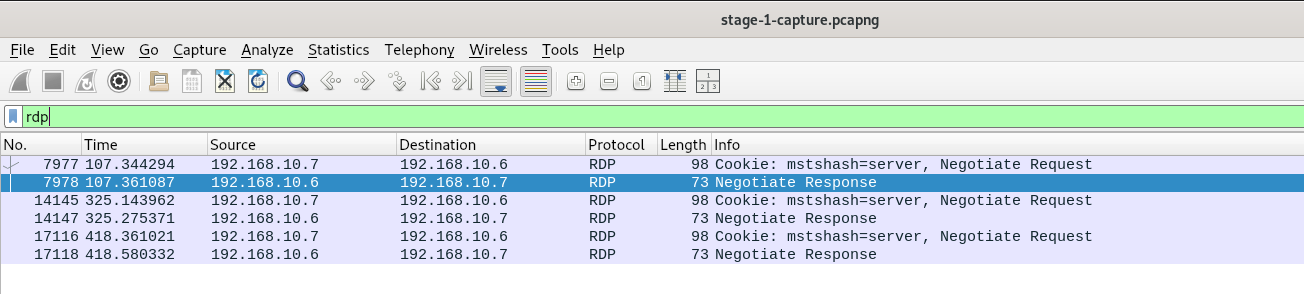 stage-1-capture.pcapng
File Edit View Go Capture Analyze Statistics Telephony Wireless Tools Help
rdp
No. Time Source Destination Protocol Length Info
7977 107.344294 192.168.10.7 192.168.10.6 RDP 98 Cookie: mstshash=server, Negotiate Request
7978 107.361087 192.168.10.6 192.168.10.7 RDP 73 Negotiate Response
14145 325.143962 192.168.10.7 192.168.10.6 RDP 98 Cookie: mstshash=server, Negotiate Request
14147 325.275371 192.168.10.6 192.168.10.7 RDP 73 Negotiate Response
17116 418.361021 192.168.10.7 192.168.10.6 RDP 98 Cookie: mstshash=server, Negotiate Request
17118 418.580332 192.168.10.6 192.168.10.7 RDP 73 Negotiate Response